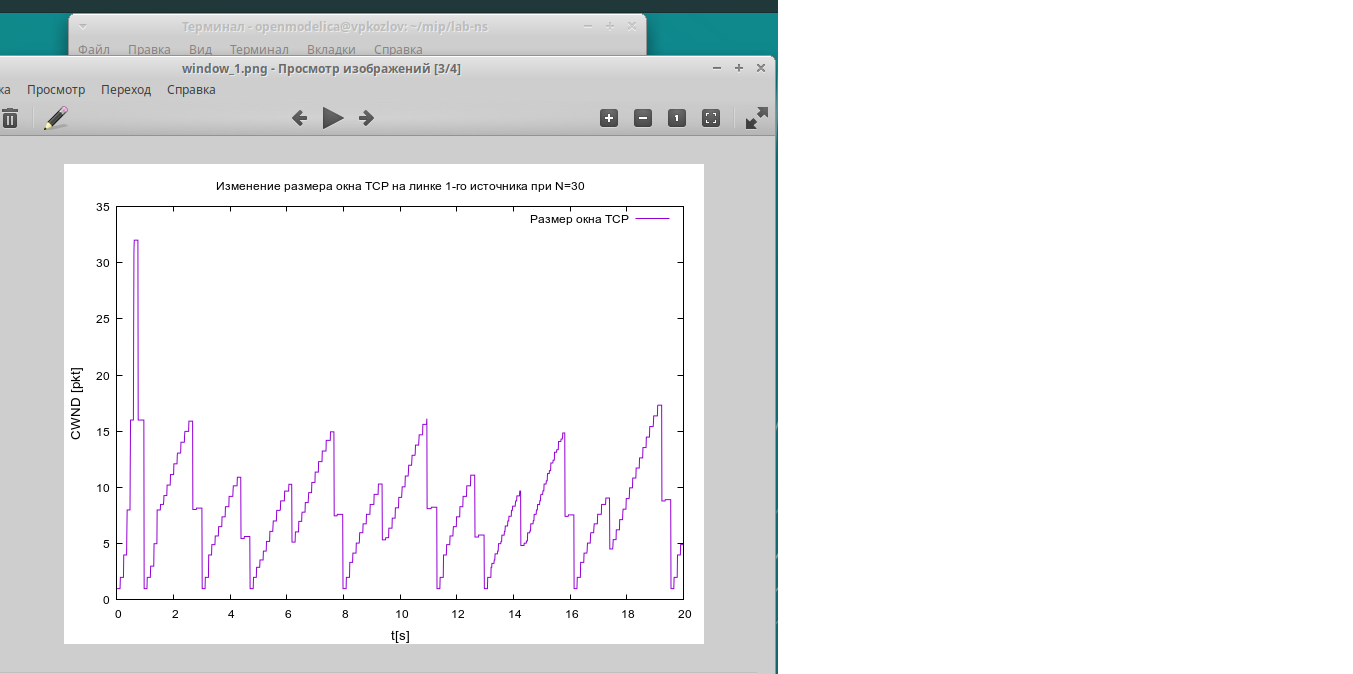 Терминал - openmodelica@vpkozlov: ~/mip/lab-ns
Файл Правка Вид Терминал Вкладки Справка
window_1.png - Просмотр изображений [3/4]
ка Просмотр Переход Справка
1
Изменение размера окна TCP на линке 1-го источника при N=30
Размер окна TCP
35
30
25
20
15
10
5
0
CWND [pkt]
0 2 4 6 8 10 12 14 16 18 20
t[s]